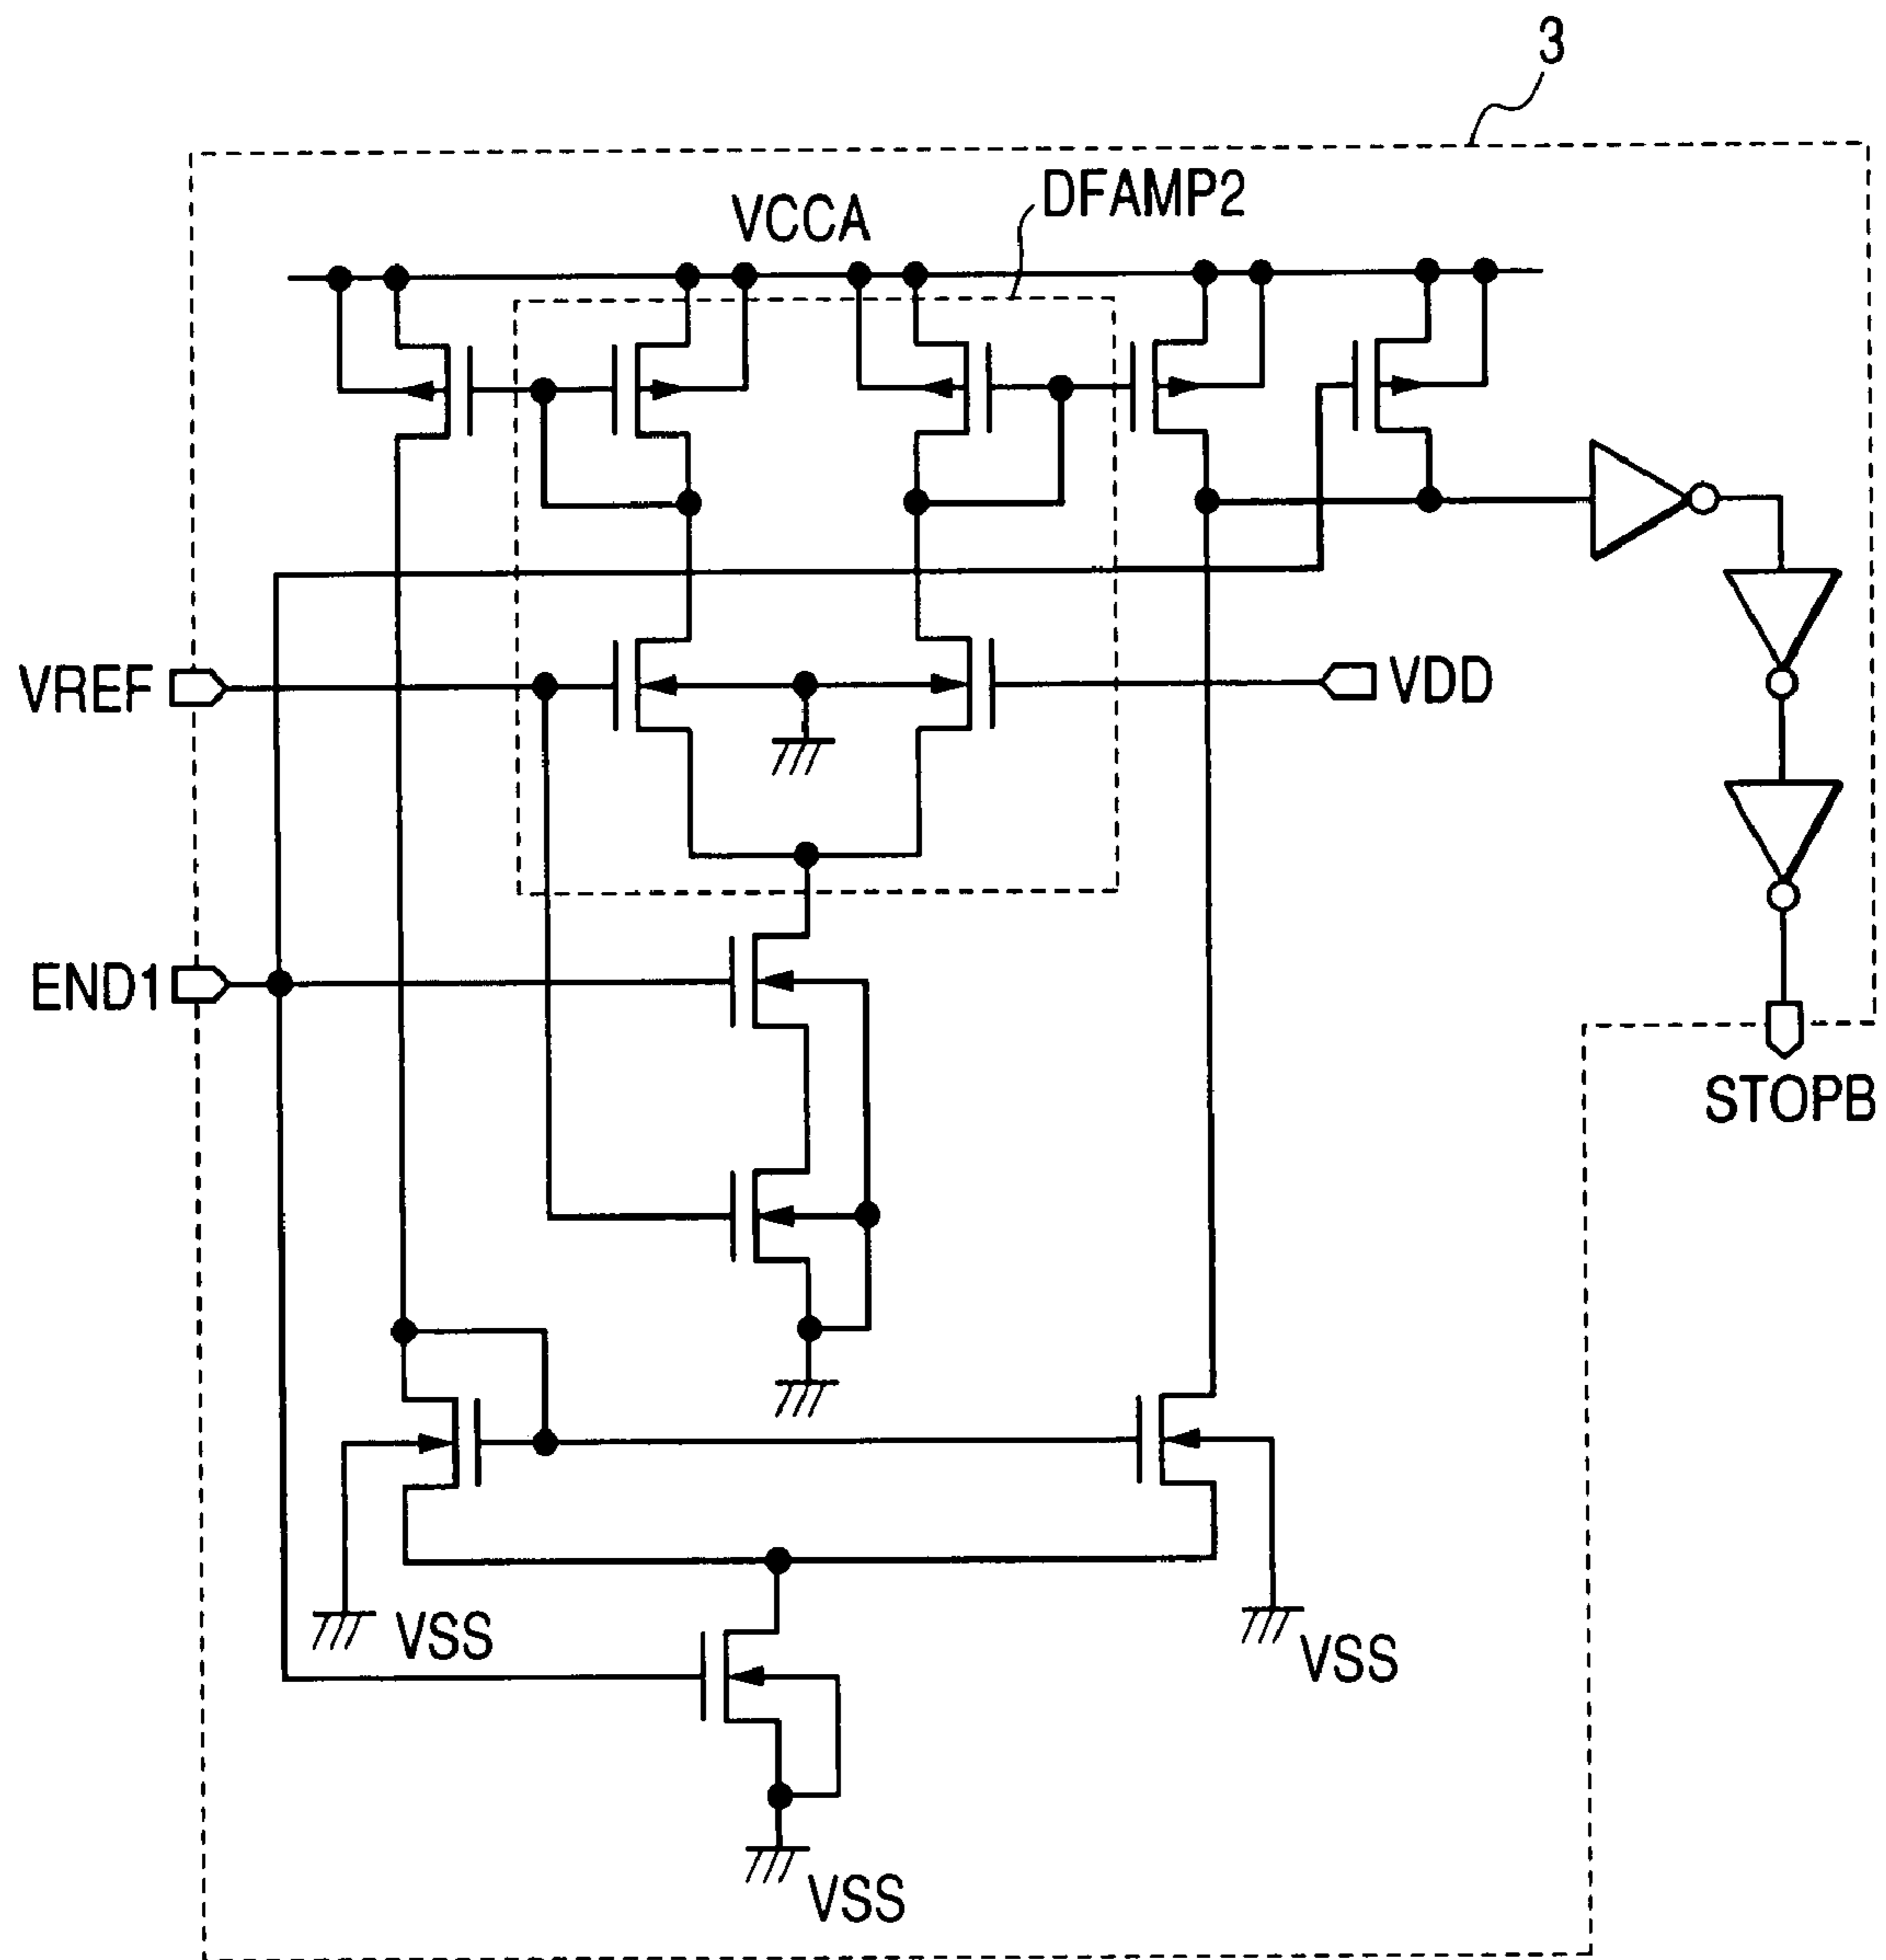 3
DFAMP2
VCCA
VREF
VDD
END1
STOPB
VSS
VSS
VSS